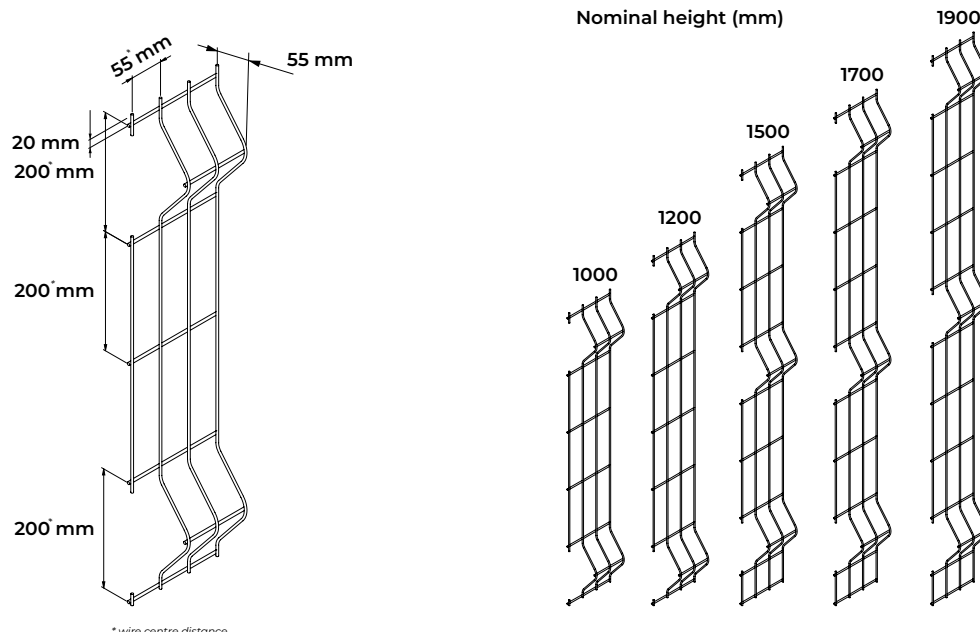 55* mm
55 mm
20 mm
200* mm
200* mm
200* mm
* wire centre distance
Nominal height (mm)
1000
1200
1500
1700
1900